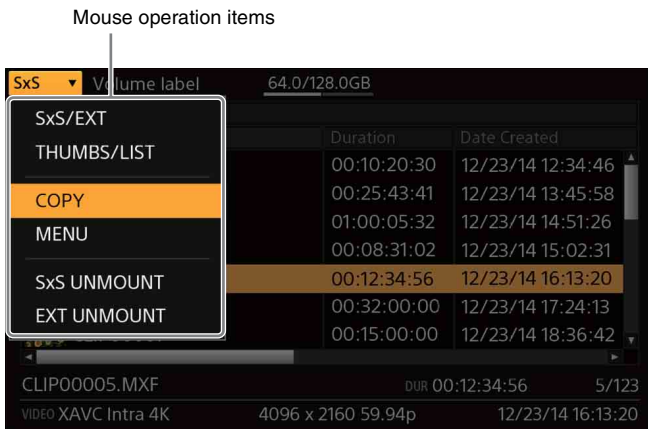 Mouse operation items
SxS Volume label 64.0/128.0GB
SxS/EXT
THUMBS/LIST
COPY
MENU
SxS UNMOUNT
EXT UNMOUNT
Duration Date Created
00:10:20:30 12/23/14 12:34:46
00:25:43:41 12/23/14 13:45:58
01:00:05:32 12/23/14 14:51:26
00:08:31:02 12/23/14 15:02:31
00:12:34:56 12/23/14 16:13:20
00:32:00:00 12/23/14 17:24:13
00:15:00:00 12/23/14 18:36:42
CLIP00005.MXF DUR 00:12:34:56 5/123
VIDEO XAVC Intra 4K 4096 x 2160 59.94p 12/23/14 16:13:20